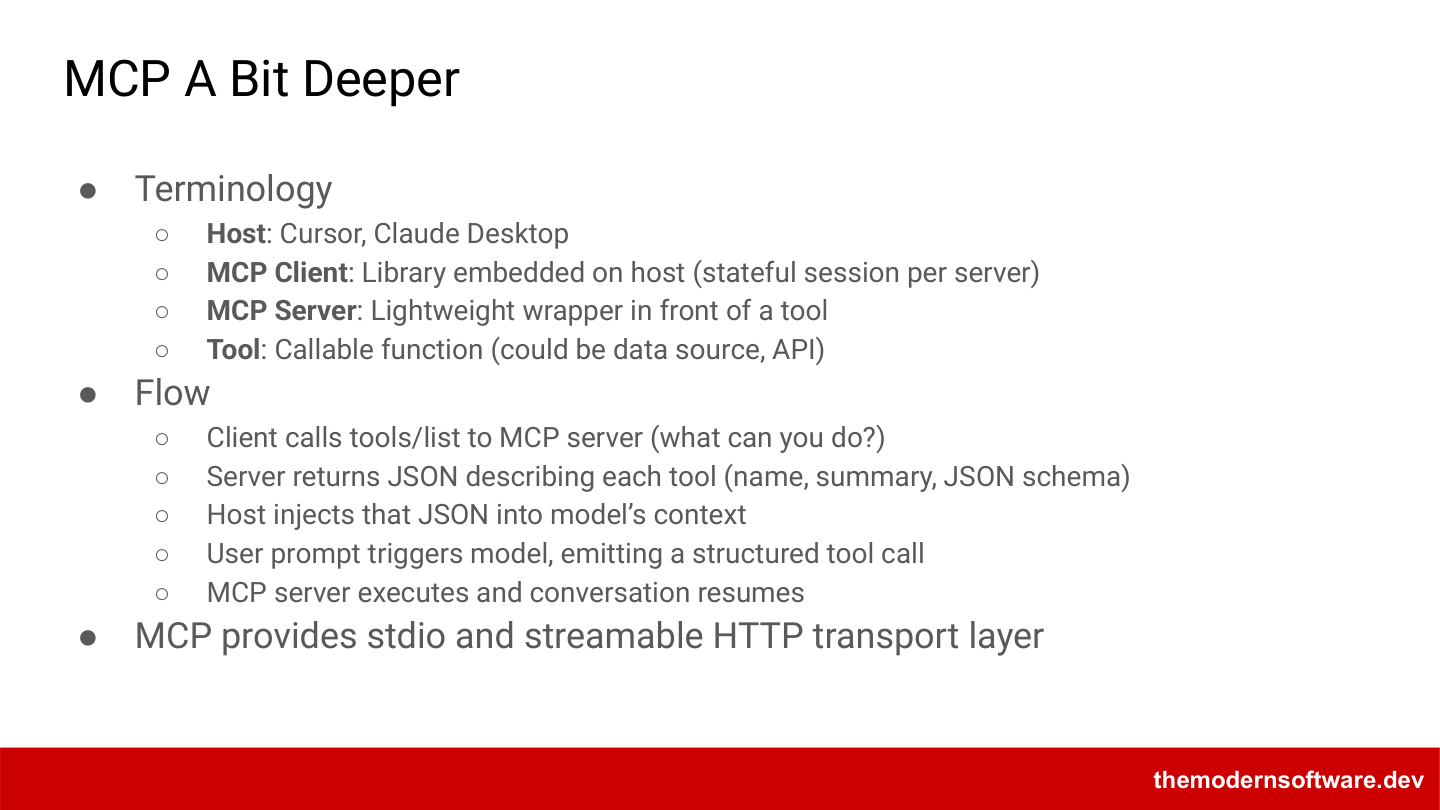 MCP A Bit Deeper
● Terminology
○ Host: Cursor, Claude Desktop
○ MCP Client: Library embedded on host (stateful session per server)
○ MCP Server: Lightweight wrapper in front of a tool
○ Tool: Callable function (could be data source, API)
● Flow
○ Client calls tools/list to MCP server (what can you do?)
○ Server returns JSON describing each tool (name, summary, JSON schema)
○ Host injects that JSON into model’s context
○ User prompt triggers model, emitting a structured tool call
○ MCP server executes and conversation resumes
● MCP provides stdio and streamable HTTP transport layer
themodernsoftware.dev